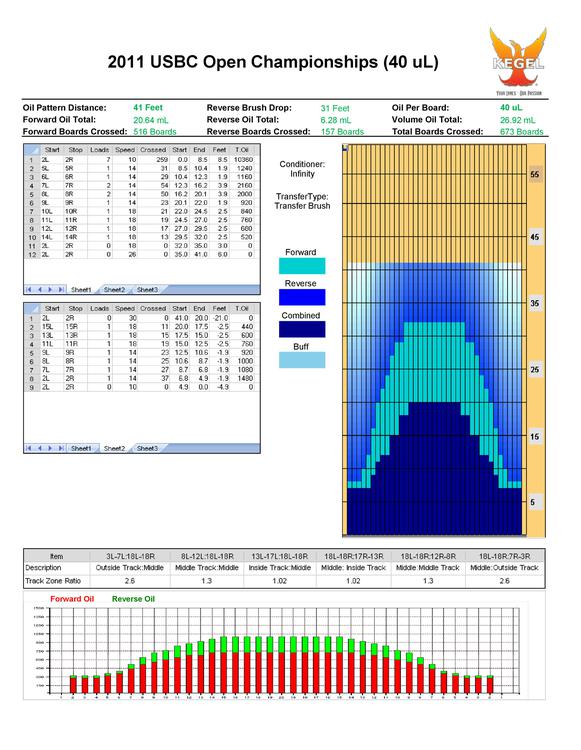 2011 USBC Open Championships (40 uL)
KEGEL
Oil Pattern Distance: 41 Feet Reverse Brush Drop: 31 Feet Oil Per Board: 40 uL
Forward Oil Total: 20.64 mL Reverse Oil Total: 6.28 mL Volume Oil Total: 26.92 mL
Forward Boards Crossed: 516 Boards Reverse Boards Crossed: 157 Boards Total Boards Crossed: 673 Boards
Start Stop Loads Speed Crossed Start End Feet T.Oil
1 2L 2R 7 10 259 0.0 8.5 8.5 10360
2 5L 5R 1 14 31 8.5 10.4 1.9 1240
3 6L 6R 1 14 29 10.4 12.3 1.9 1160
4 7L 7R 2 14 54 12.3 16.2 3.9 2160
5 8L 8R 2 14 50 16.2 20.1 3.9 2000
6 9L 9R 1 14 23 20.1 22.0 1.9 920
7 10L 10R 1 18 21 22.0 24.5 2.5 840
8 11L 11R 1 18 19 24.5 27.0 2.5 760
9 12L 12R 1 18 17 27.0 29.5 2.5 680
10 14L 14R 1 18 13 29.5 32.0 2.5 520
11 2L 2R 0 18 0 32.0 35.0 3.0 0
12 2L 2R 0 26 0 35.0 41.0 6.0 0
Sheet1 Sheet2 Sheet3
Start Stop Loads Speed Crossed Start End Feet T.Oil
1 2L 2R 0 30 0 41.0 20.0 -21.0 0
2 15L 15R 1 18 11 20.0 17.5 -2.5 440
3 13L 13R 1 18 15 17.5 15.0 -2.5 600
4 11L 11R 1 18 19 15.0 12.5 -2.5 760
5 9L 9R 1 14 23 12.5 10.6 -1.9 920
6 8L 8R 1 14 25 10.6 8.7 -1.9 1000
7 7L 7R 1 14 27 8.7 6.8 -1.9 1080
8 2L 2R 1 14 37 6.8 4.9 -1.9 1480
9 2L 2R 0 10 0 4.9 0.0 -4.9 0
Sheet1 Sheet2 Sheet3
Conditioner:
Infinity
TransferType:
Transfer Brush
Forward
Reverse
Combined
Buff
55
45
35
25
15
5
Item 3L-7L:18L-18R 8L-12L:18L-18R 13L-17L:18L-18R 18L-18R:17R-13R 18L-18R:12R-8R 18L-18R:7R-3R
Description Outside Track:Middle Middle Track:Middle Inside Track:Middle Middle: Inside Track Middle:Middle Track Middle:Outside Track
Track Zone Ratio 2.6 1.3 1.02 1.02 1.3 2.6
Forward Oil Reverse Oil